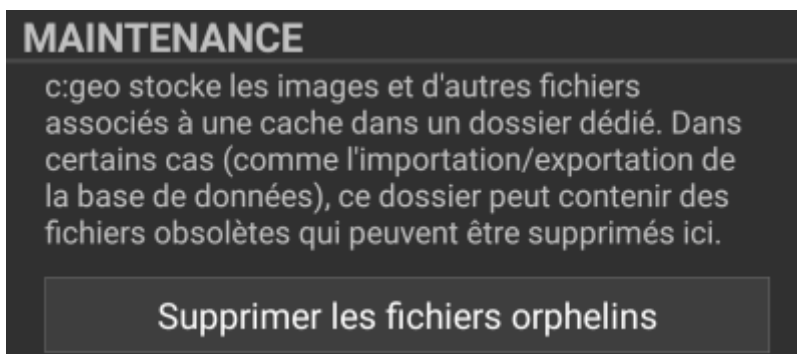 MAINTENANCE
c:geo stocke les images et d'autres fichiers
associés à une cache dans un dossier dédié. Dans
certains cas (comme l'importation/exportation de
la base de données), ce dossier peut contenir des
fichiers obsolètes qui peuvent être supprimés ici.
Supprimer les fichiers orphelins